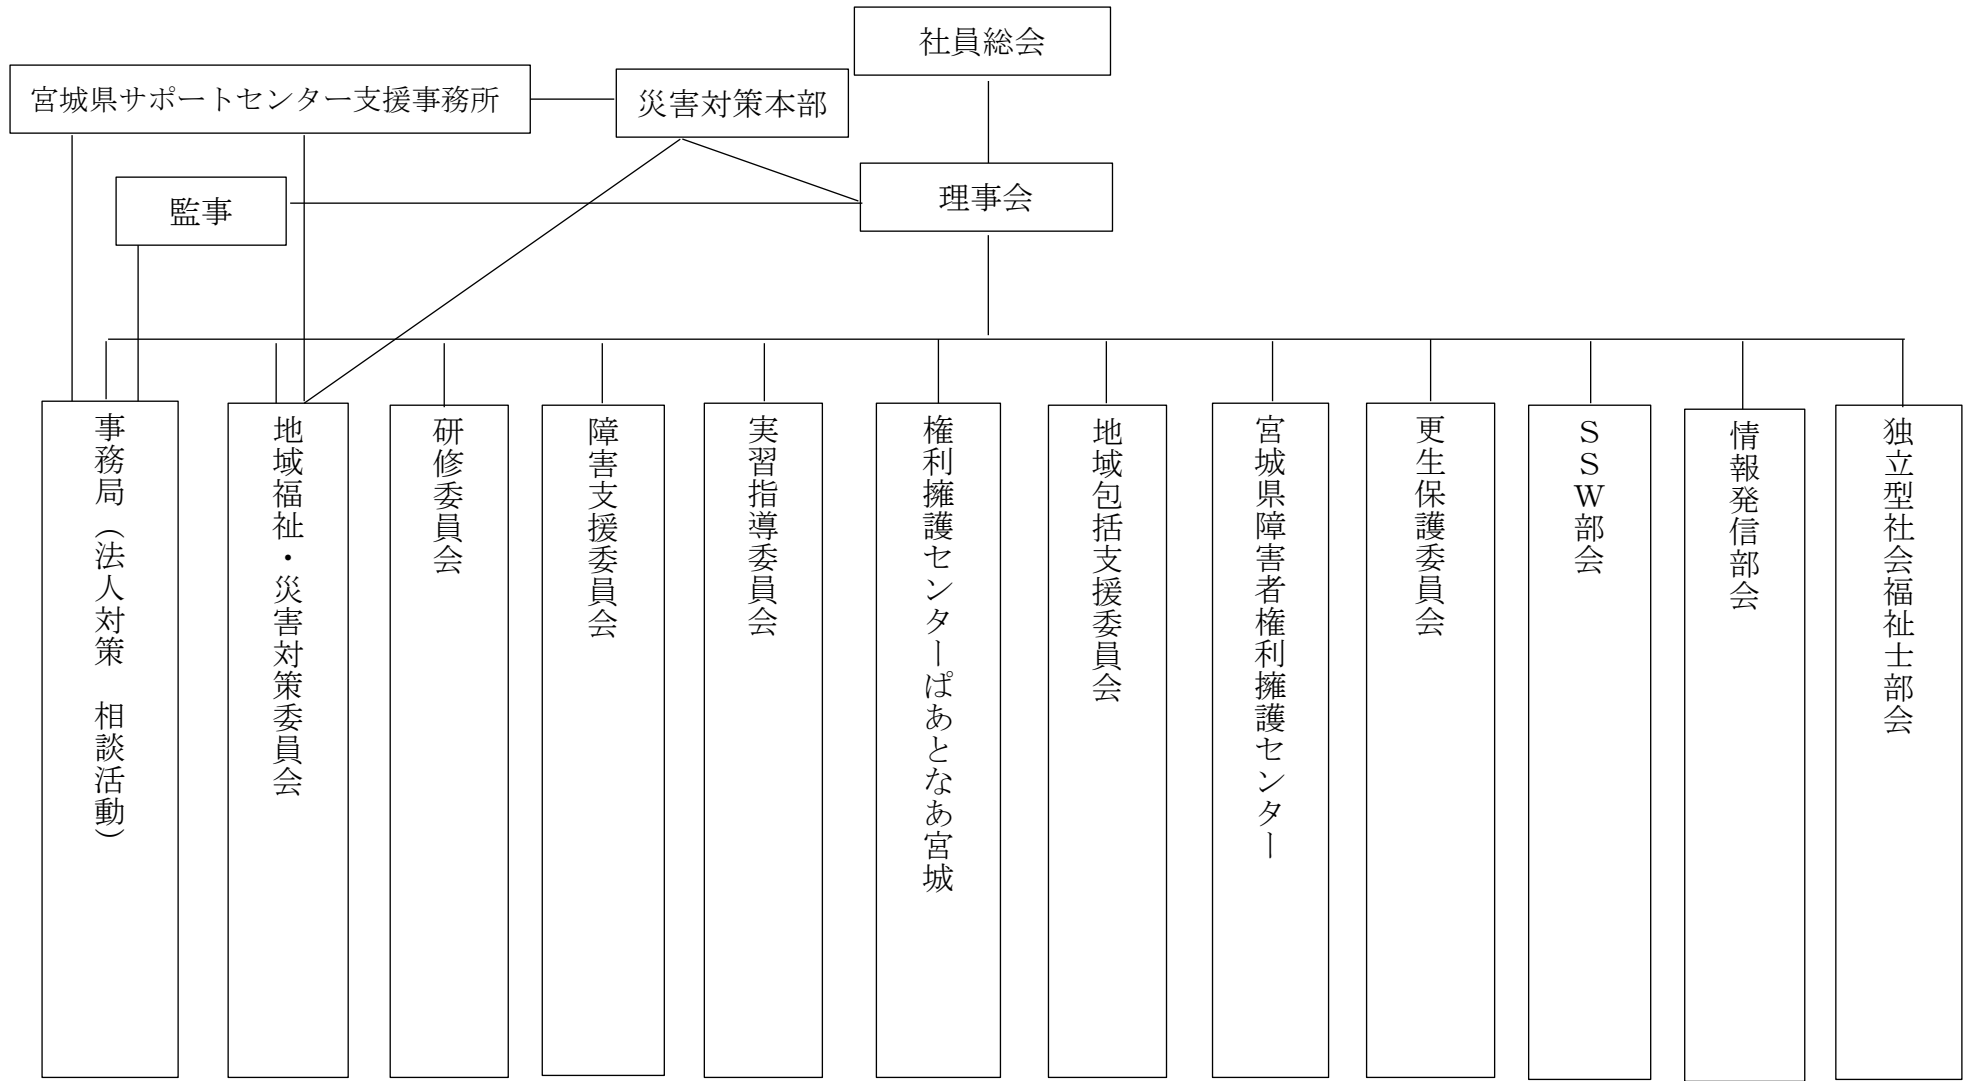 社員総会
宮城県サポートセンター支援事務所
災害対策本部
理事会
監事
事務局（法人対策　相談活動）
地域福祉・災害対策委員会
研修委員会
障害支援委員会
実習指導委員会
権利擁護センターぱあとなあ宮城
地域包括支援委員会
宮城県障害者権利擁護センター
更生保護委員会
ＳＳＷ部会
情報発信部会
独立型社会福祉士部会